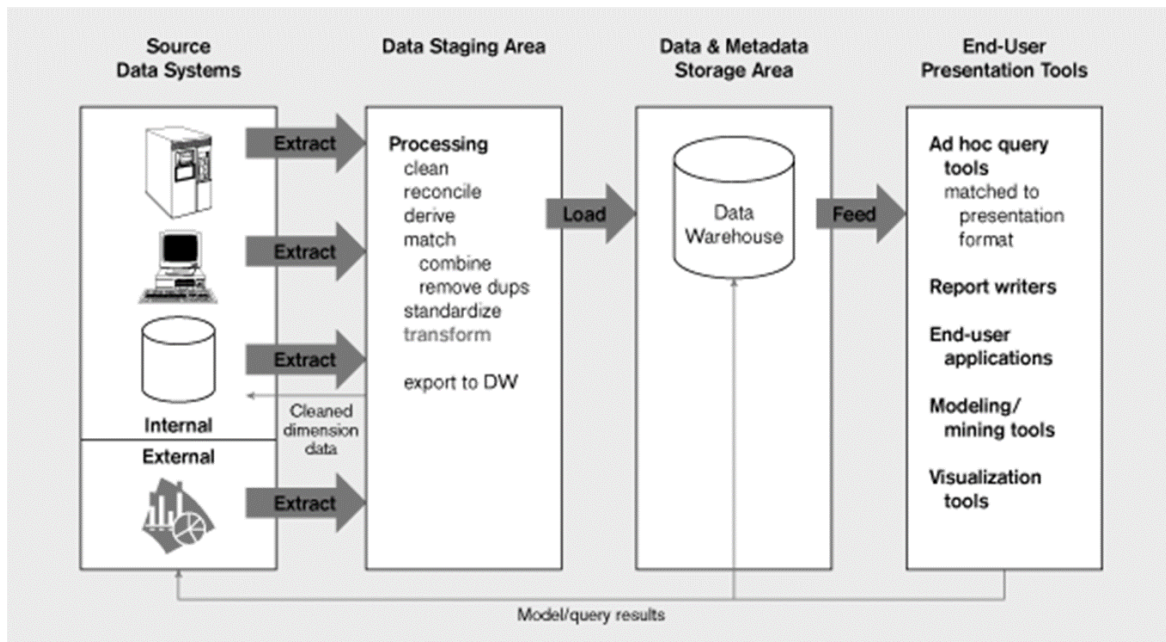 Source
Data Systems
Data Staging Area
Data & Metadata
Storage Area
End-User
Presentation Tools
Extract
Extract
Extract
Internal
External
Extract
Cleaned
dimension
data
Processing
clean
reconcile
derive
match
combine
remove dups
standardize
transform
export to DW
Load
Data
Warehouse
Feed
Ad hoc query
tools
matched to
presentation
format
Report writers
End-user
applications
Modeling/
mining tools
Visualization
tools
Model/query results